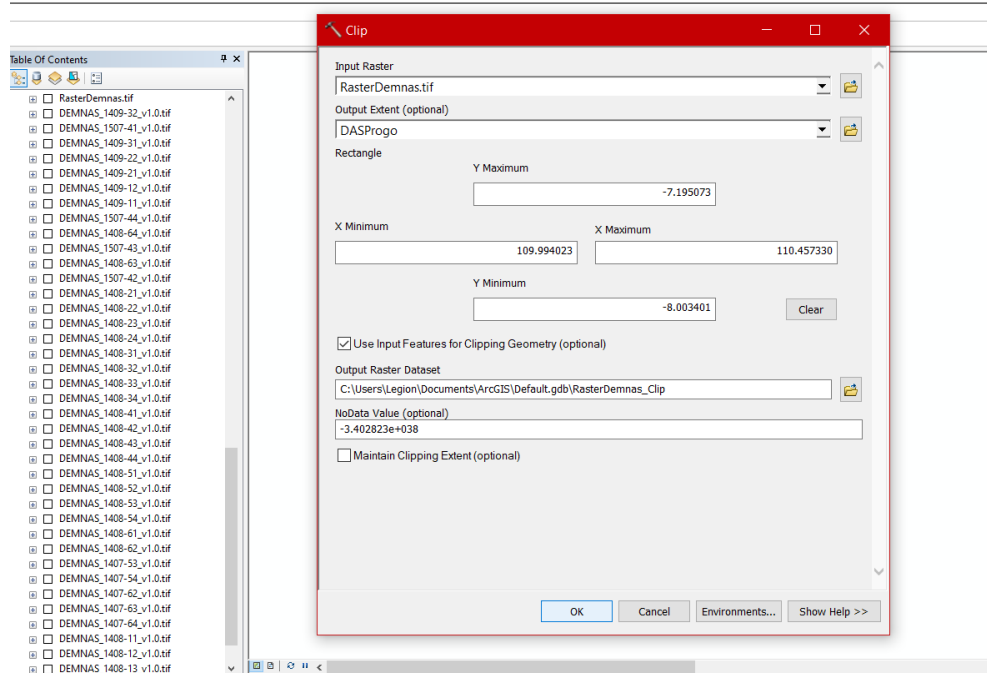 Table Of Contents
RasterDemnas.tif
DEMNAS_1409-32_v1.0.tif
DEMNAS_1507-41_v1.0.tif
DEMNAS_1409-31_v1.0.tif
DEMNAS_1409-22_v1.0.tif
DEMNAS_1409-21_v1.0.tif
DEMNAS_1409-12_v1.0.tif
DEMNAS_1409-11_v1.0.tif
DEMNAS_1507-44_v1.0.tif
DEMNAS_1408-64_v1.0.tif
DEMNAS_1507-43_v1.0.tif
DEMNAS_1408-63_v1.0.tif
DEMNAS_1507-42_v1.0.tif
DEMNAS_1408-21_v1.0.tif
DEMNAS_1408-22_v1.0.tif
DEMNAS_1408-23_v1.0.tif
DEMNAS_1408-24_v1.0.tif
DEMNAS_1408-31_v1.0.tif
DEMNAS_1408-32_v1.0.tif
DEMNAS_1408-33_v1.0.tif
DEMNAS_1408-34_v1.0.tif
DEMNAS_1408-41_v1.0.tif
DEMNAS_1408-42_v1.0.tif
DEMNAS_1408-43_v1.0.tif
DEMNAS_1408-44_v1.0.tif
DEMNAS_1408-51_v1.0.tif
DEMNAS_1408-52_v1.0.tif
DEMNAS_1408-53_v1.0.tif
DEMNAS_1408-54_v1.0.tif
DEMNAS_1408-61_v1.0.tif
DEMNAS_1408-62_v1.0.tif
DEMNAS_1407-53_v1.0.tif
DEMNAS_1407-54_v1.0.tif
DEMNAS_1407-62_v1.0.tif
DEMNAS_1407-63_v1.0.tif
DEMNAS_1407-64_v1.0.tif
DEMNAS_1408-11_v1.0.tif
DEMNAS_1408-12_v1.0.tif
DEMNAS_1408-13_v1.0.tif
Clip
Input Raster
RasterDemnas.tif
Output Extent (optional)
DASProgo
Rectangle
Y Maximum
-7.195073
X Minimum
X Maximum
109.994023
110.457330
Y Minimum
-8.003401
Clear
Use Input Features for Clipping Geometry (optional)
Output Raster Dataset
C:\Users\Legion\Documents\ArcGIS\Default.gdb\RasterDemnas_Clip
NoData Value (optional)
-3.402823e+038
Maintain Clipping Extent (optional)
OK
Cancel
Environments...
Show Help >>